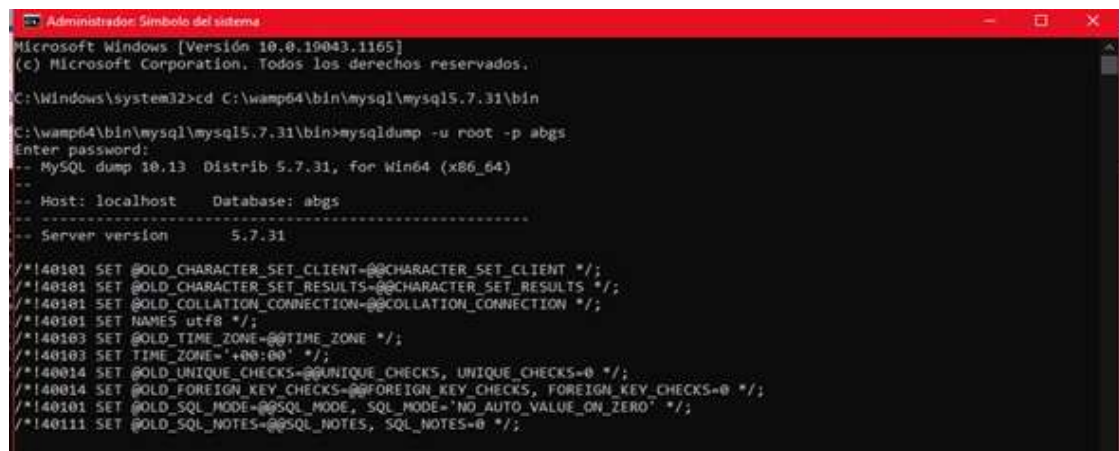 Administrador: Símbolo del sistema
Microsoft Windows [Versión 10.0.19043.1165]
(c) Microsoft Corporation. Todos los derechos reservados.
C:\Windows\system32>cd C:\wamp64\bin\mysql\mysql5.7.31\bin
C:\wamp64\bin\mysql\mysql5.7.31\bin>mysqldump -u root -p abgs
Enter password:
-- MySQL dump 10.13  Distrib 5.7.31, for Win64 (x86_64)
--
-- Host: localhost    Database: abgs
-- ------------------------------------------------------
-- Server version       5.7.31
/*!40101 SET @OLD_CHARACTER_SET_CLIENT=@@CHARACTER_SET_CLIENT */;
/*!40101 SET @OLD_CHARACTER_SET_RESULTS=@@CHARACTER_SET_RESULTS */;
/*!40101 SET @OLD_COLLATION_CONNECTION=@@COLLATION_CONNECTION */;
/*!40101 SET NAMES utf8 */;
/*!40103 SET @OLD_TIME_ZONE=@@TIME_ZONE */;
/*!40103 SET TIME_ZONE='+00:00' */;
/*!40014 SET @OLD_UNIQUE_CHECKS=@@UNIQUE_CHECKS, UNIQUE_CHECKS=0 */;
/*!40014 SET @OLD_FOREIGN_KEY_CHECKS=@@FOREIGN_KEY_CHECKS, FOREIGN_KEY_CHECKS=0 */;
/*!40101 SET @OLD_SQL_MODE=@@SQL_MODE, SQL_MODE='NO_AUTO_VALUE_ON_ZERO' */;
/*!40111 SET @OLD_SQL_NOTES=@@SQL_NOTES, SQL_NOTES=0 */;